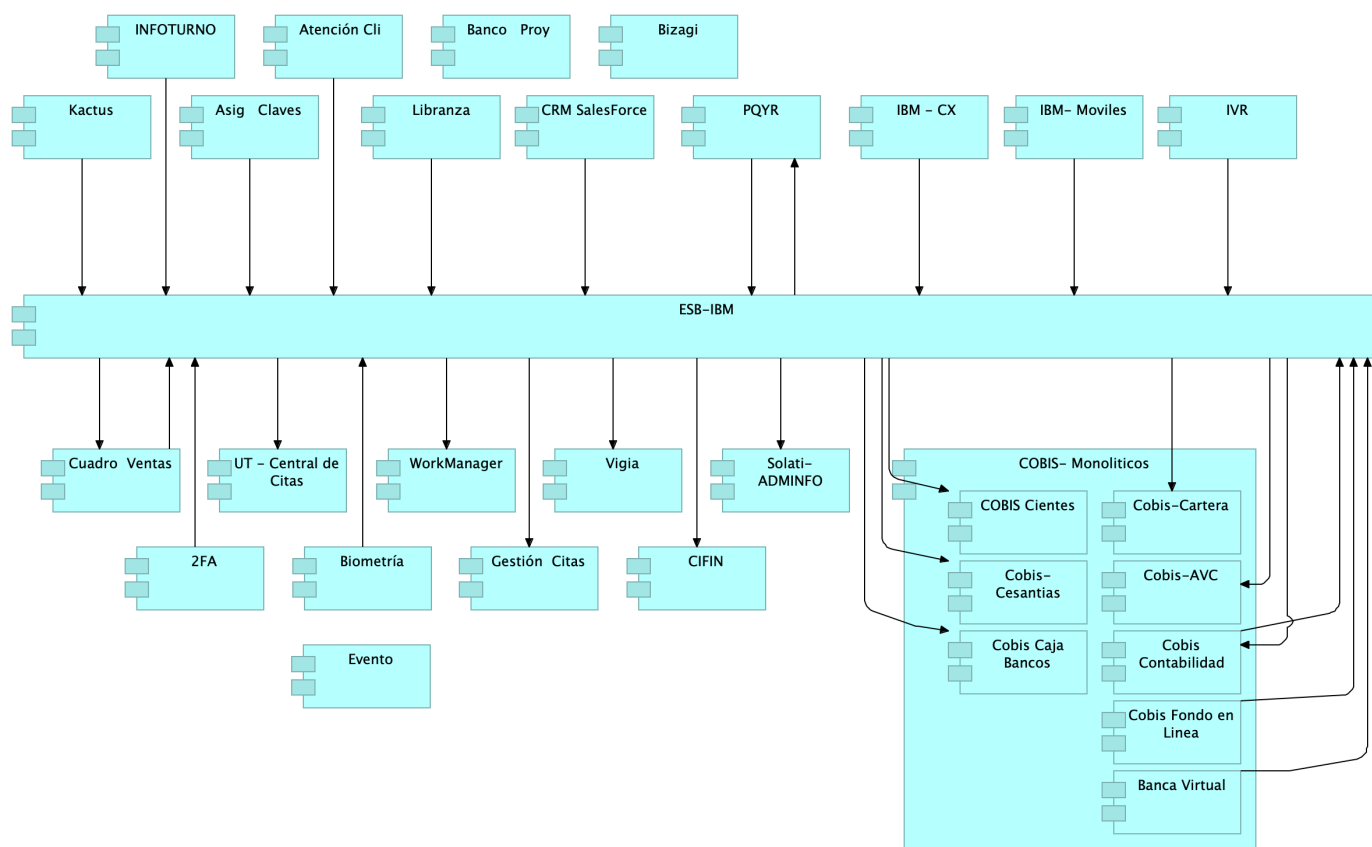 INFOTURNO
Atención Cli
Banco Proy
Bizagi
Kactus
Asig Claves
Libranza
CRM SalesForce
PQYR
IBM - CX
IBM- Moviles
IVR
ESB-IBM
Cuadro Ventas
UT - Central de
Citas
WorkManager
Vigia
Solati-
ADMINFO
COBIS- Monoliticos
COBIS Cientes
Cobis-Cartera
2FA
Biometría
Gestión Citas
CIFIN
Cobis-
Cesantias
Cobis-AVC
Evento
Cobis Caja
Bancos
Cobis
Contabilidad
Cobis Fondo en
Linea
Banca Virtual